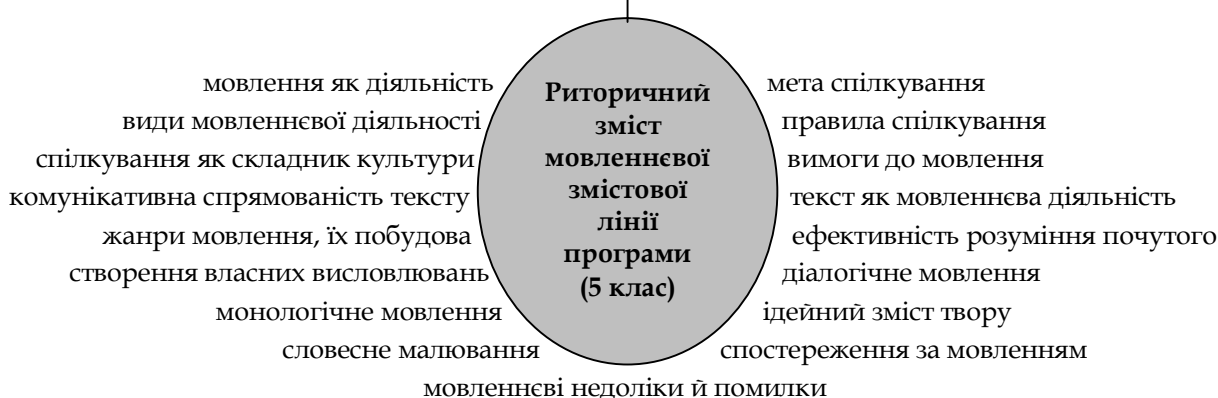 мовлення як діяльність
види мовленнєвої діяльності
спілкування як складник культури
комунікативна спрямованість тексту
жанри мовлення, їх побудова
створення власних висловлювань
монологічне мовлення
словесне малювання
Риторичний
зміст
мовленнєвої
змістової
лінії
програми
(5 клас)
мета спілкування
правила спілкування
вимоги до мовлення
текст як мовленнєва діяльність
ефективність розуміння почутого
діалогічне мовлення
ідейний зміст твору
спостереження за мовленням
мовленнєві недоліки й помилки